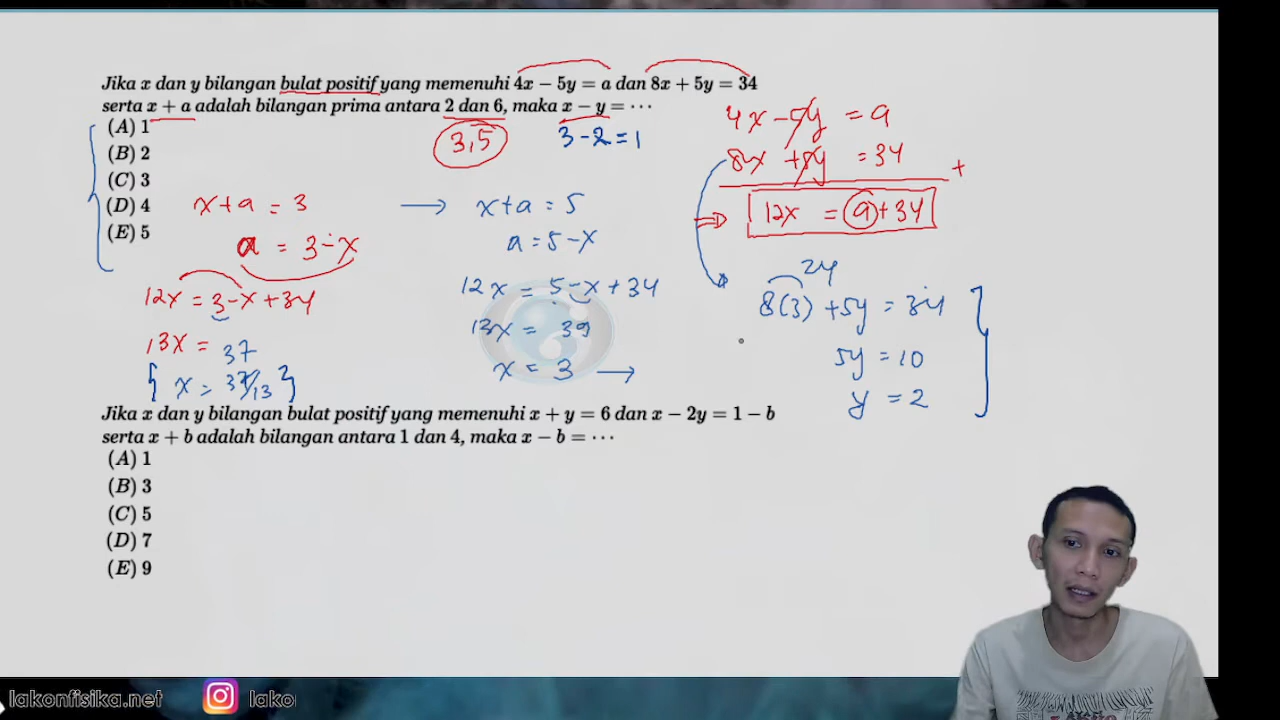 Jika x dan y bilangan bulat positif yang memenuhi 4x − 5y = a dan 8x + 5y = 34
serta x + a adalah bilangan prima antara 2 dan 6, maka x − y = ⋯
(A) 1
(B) 2
(C) 3
(D) 4
(E) 5
3,5
3 - 2 = 1
4x - 5y = a
8x + 5y = 34
+
12x = a + 34
x + a = 3
a = 3 - x
12x = 3 - x + 34
13x = 37
{ x = 37/13 }
→ x + a = 5
a = 5 - x
12x = 5 - x + 34
13x = 39
x = 3 →
24
8(3) + 5y = 34
5y = 10
y = 2
Jika x dan y bilangan bulat positif yang memenuhi x + y = 6 dan x − 2y = 1 − b
serta x + b adalah bilangan antara 1 dan 4, maka x − b = ⋯
(A) 1
(B) 3
(C) 5
(D) 7
(E) 9
lakonfisika.net
lako